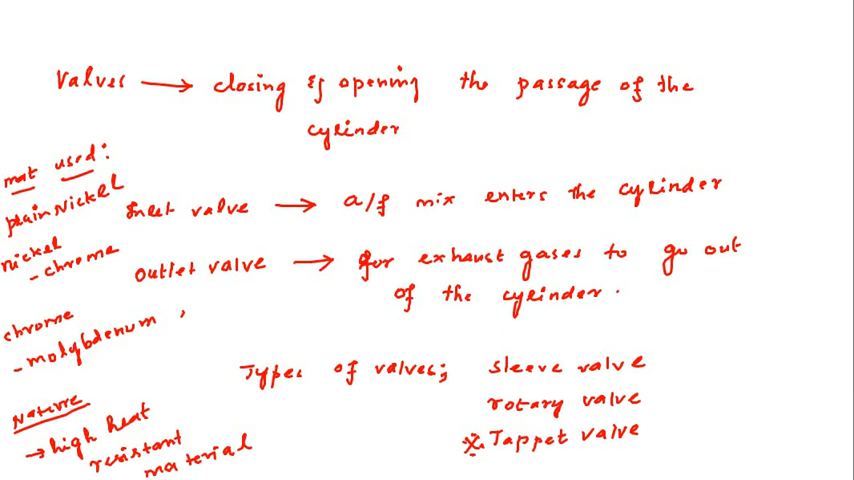 Valves → closing & opening the passage of the
cylinder
mat used:
plain Nickel
nickel
-chrome
chrome
-molybdenum,
Nature
→ high heat
resistant
material
Inlet valve → a/f mix enters the cylinder
outlet valve → for exhaust gases to go out
of the cylinder.
Types of valves; sleeve valve
rotary valve
※ Tappet valve